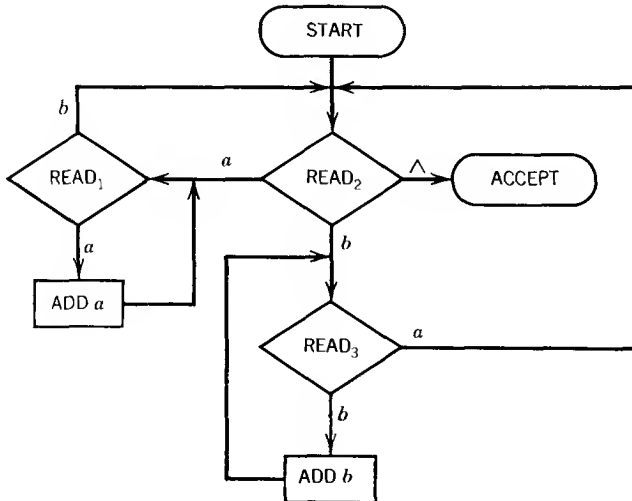 START
b
READ₁
a
READ₂
Λ
ACCEPT
a
b
ADD a
READ₃
a
b
ADD b